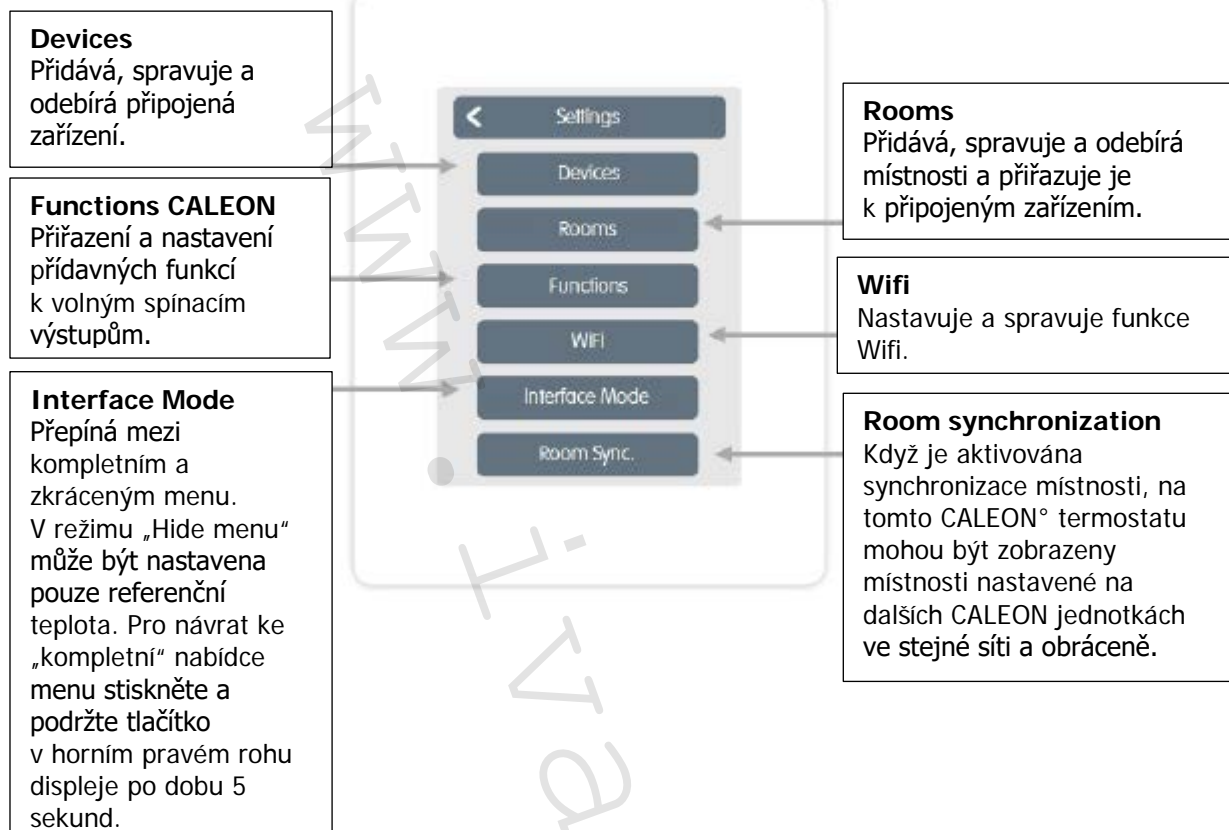 Devices
Přidává, spravuje a
odebírá připojená
zařízení.
Functions CALEON
Přiřazení a nastavení
přídavných funkcí
k volným spínacím
výstupům.
Interface Mode
Přepíná mezi
kompletním a
zkráceným menu.
V režimu „Hide menu“
může být nastavena
pouze referenční
teplota. Pro návrat ke
„kompletní“ nabídce
menu stiskněte a
podržte tlačítko
v horním pravém rohu
displeje po dobu 5
sekund.
Settings
Devices
Rooms
Functions
WiFi
Interface Mode
Room Sync.
Rooms
Přidává, spravuje a odebírá
místnosti a přiřazuje je
k připojeným zařízením.
Wifi
Nastavuje a spravuje funkce
Wifi.
Room synchronization
Když je aktivována
synchronizace místnosti, na
tomto CALEON° termostatu
mohou být zobrazeny
místnosti nastavené na
dalších CALEON jednotkách
ve stejné síti a obráceně.
www.iva